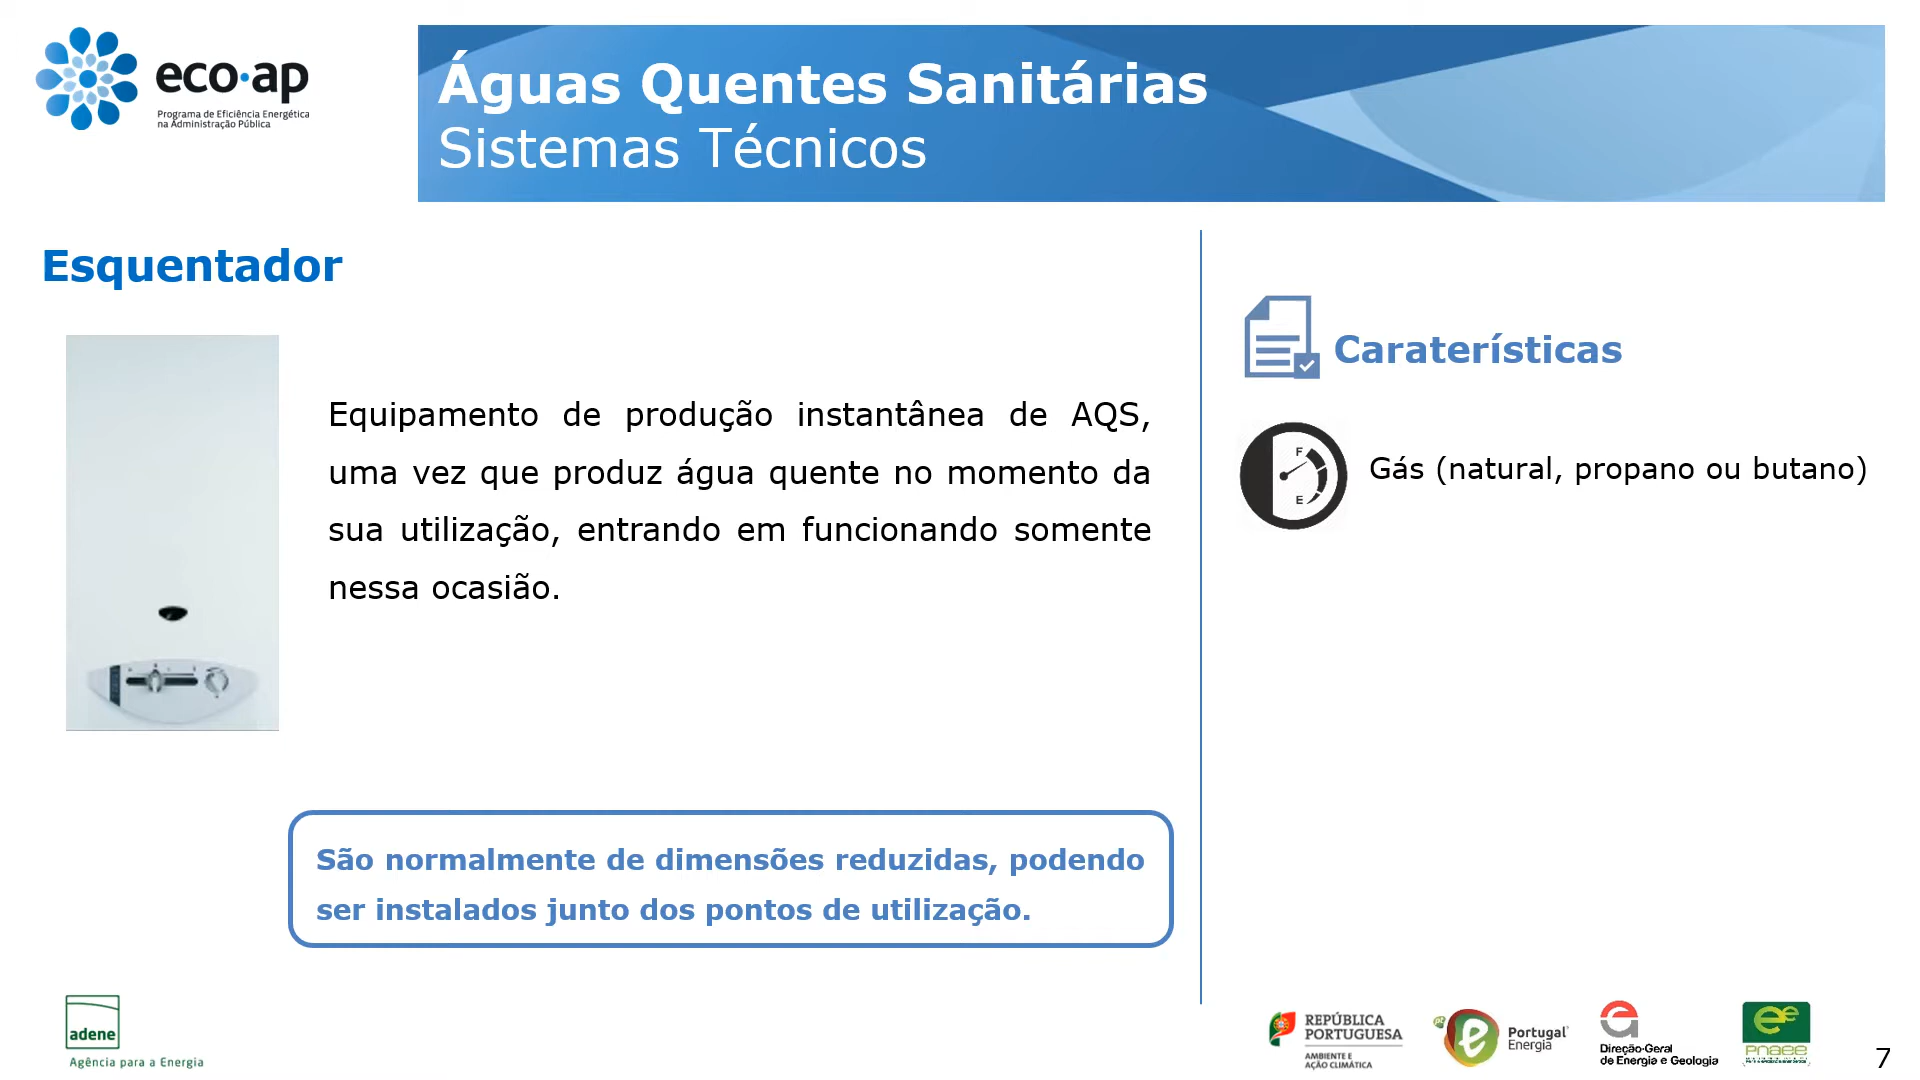 eco·ap
Programa de Eficiência Energética
na Administração Pública
Águas Quentes Sanitárias
Sistemas Técnicos
Esquentador
Equipamento de produção instantânea de AQS,
uma vez que produz água quente no momento da
sua utilização, entrando em funcionando somente
nessa ocasião.
São normalmente de dimensões reduzidas, podendo
ser instalados junto dos pontos de utilização.
Caraterísticas
F
E
Gás (natural, propano ou butano)
adene
Agência para a Energia
REPÚBLICA
PORTUGUESA
AMBIENTE E
AÇÃO CLIMÁTICA
Portugal
Energia
Direção-Geral
de Energia e Geologia
pnaee
7